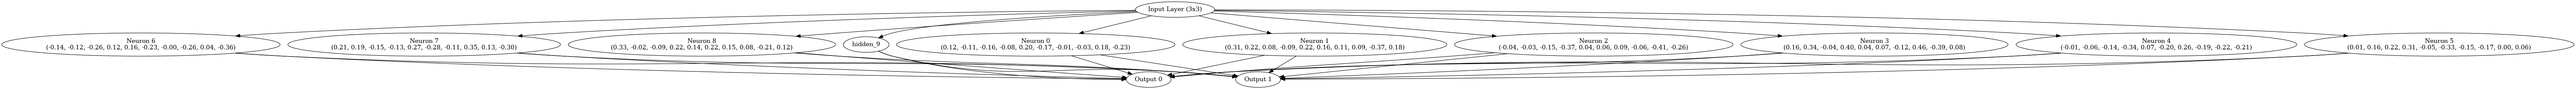 Input Layer (3x3)
Neuron 6
(-0.14, -0.12, -0.26, 0.12, 0.16, -0.23, -0.00, -0.26, 0.04, -0.36)
Neuron 7
(0.21, 0.19, -0.15, -0.13, 0.27, -0.28, -0.11, 0.35, 0.13, -0.30)
Neuron 8
(0.33, -0.02, -0.09, 0.22, 0.14, 0.22, 0.15, 0.08, -0.21, 0.12)
hidden_9
Neuron 0
(0.12, -0.11, -0.16, -0.08, 0.20, -0.17, -0.01, -0.03, 0.18, -0.23)
Neuron 1
(0.31, 0.22, 0.08, -0.09, 0.22, 0.16, 0.11, 0.09, -0.37, 0.18)
Neuron 2
(-0.04, -0.03, -0.15, -0.37, 0.04, 0.06, 0.09, -0.06, -0.41, -0.26)
Neuron 3
(0.16, 0.34, -0.04, 0.40, 0.04, 0.07, -0.12, 0.46, -0.39, 0.08)
Neuron 4
(-0.01, -0.06, -0.14, -0.34, 0.07, -0.20, 0.26, -0.19, -0.22, -0.21)
Neuron 5
(0.01, 0.16, 0.22, 0.31, -0.05, -0.33, -0.15, -0.17, 0.00, 0.06)
Output 0
Output 1